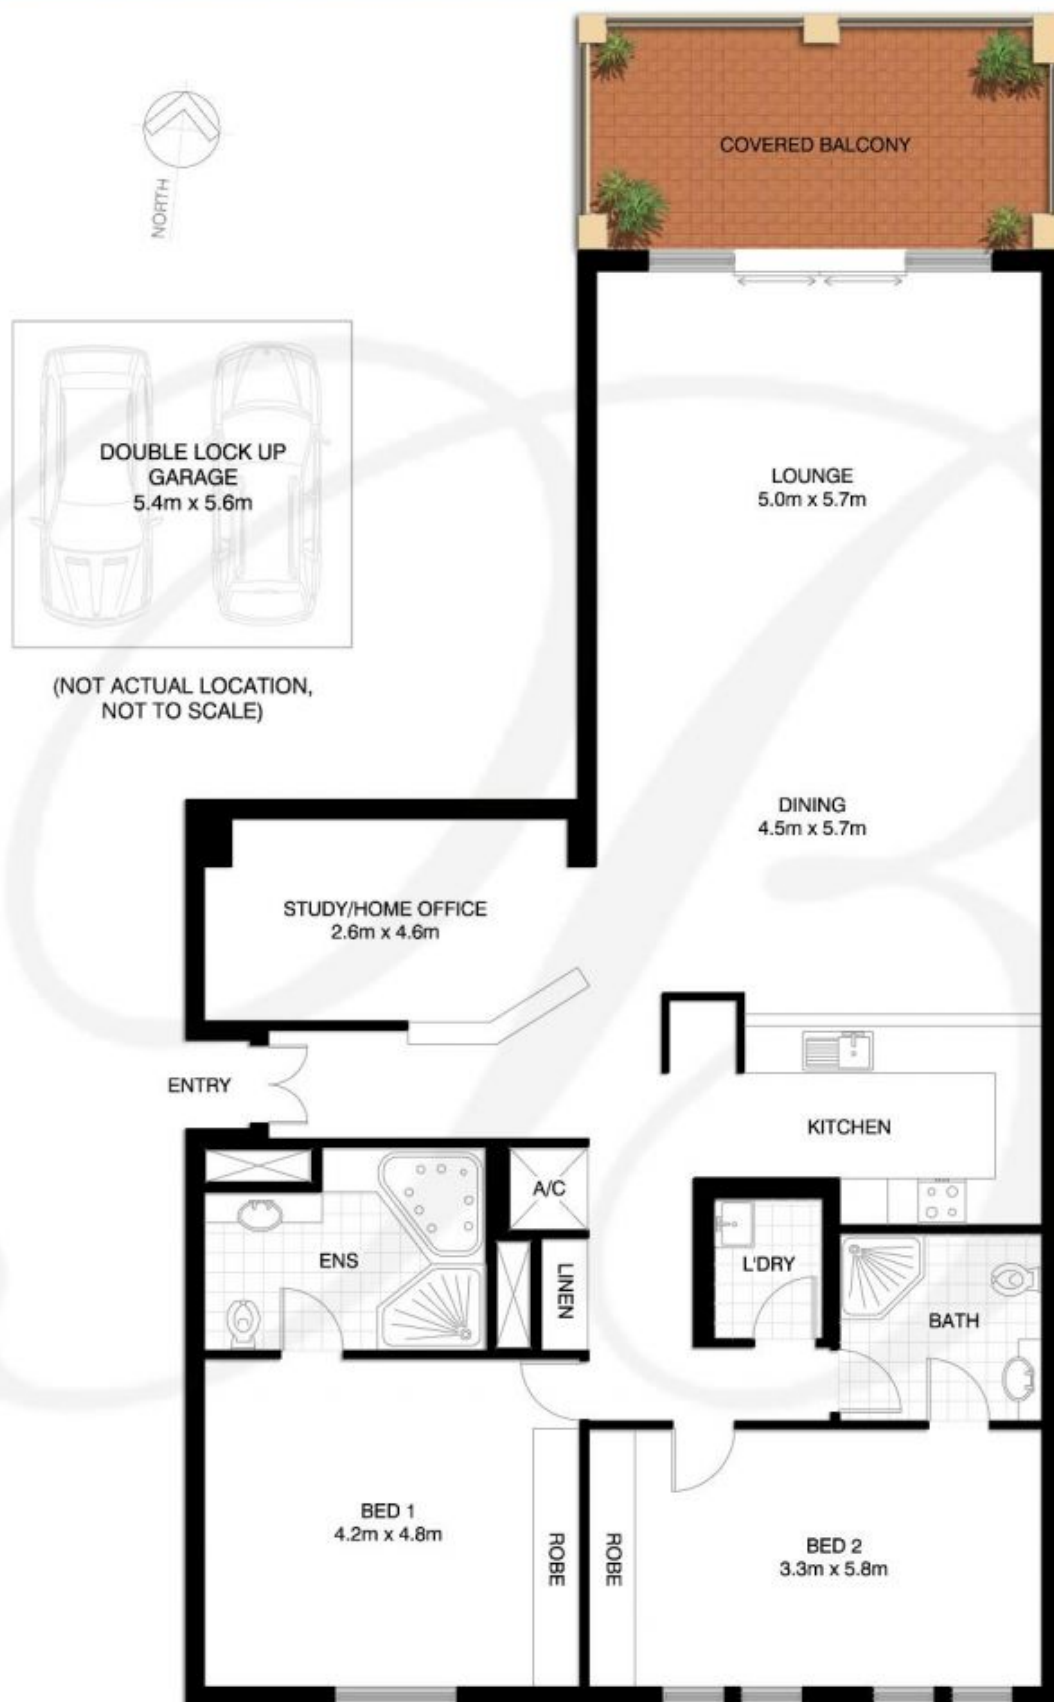 COVERED BALCONY
NORTH
DOUBLE LOCK UP
GARAGE
5.4m x 5.6m
(NOT ACTUAL LOCATION,
NOT TO SCALE)
LOUNGE
5.0m x 5.7m
DINING
4.5m x 5.7m
STUDY/HOME OFFICE
2.6m x 4.6m
ENTRY
KITCHEN
A/C
ENS
LINEN
L'DRY
BATH
BED 1
4.2m x 4.8m
ROBE
ROBE
BED 2
3.3m x 5.8m